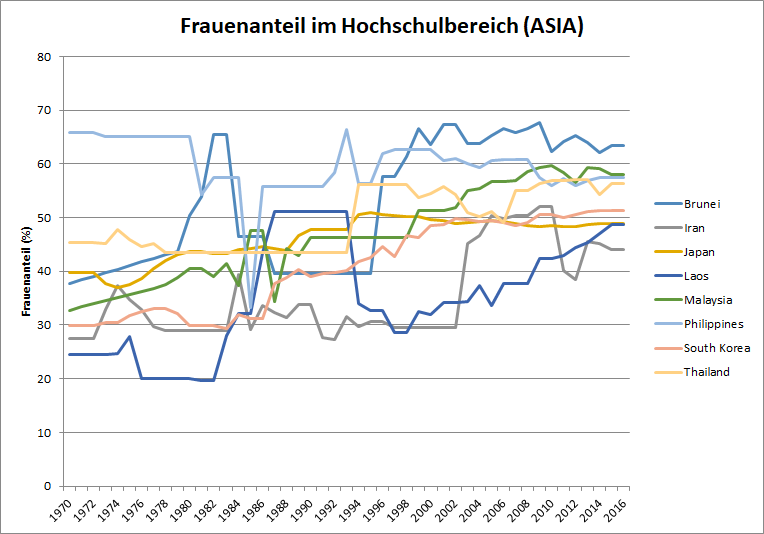 Frauenanteil im Hochschulbereich (ASIA)
Frauenanteil (%)
80
70
60
50
40
30
20
10
0
1970 1972 1974 1976 1978 1980 1982 1984 1986 1988 1990 1992 1994 1996 1998 2000 2002 2004 2006 2008 2010 2012 2014 2016
Brunei
Iran
Japan
Laos
Malaysia
Philippines
South Korea
Thailand